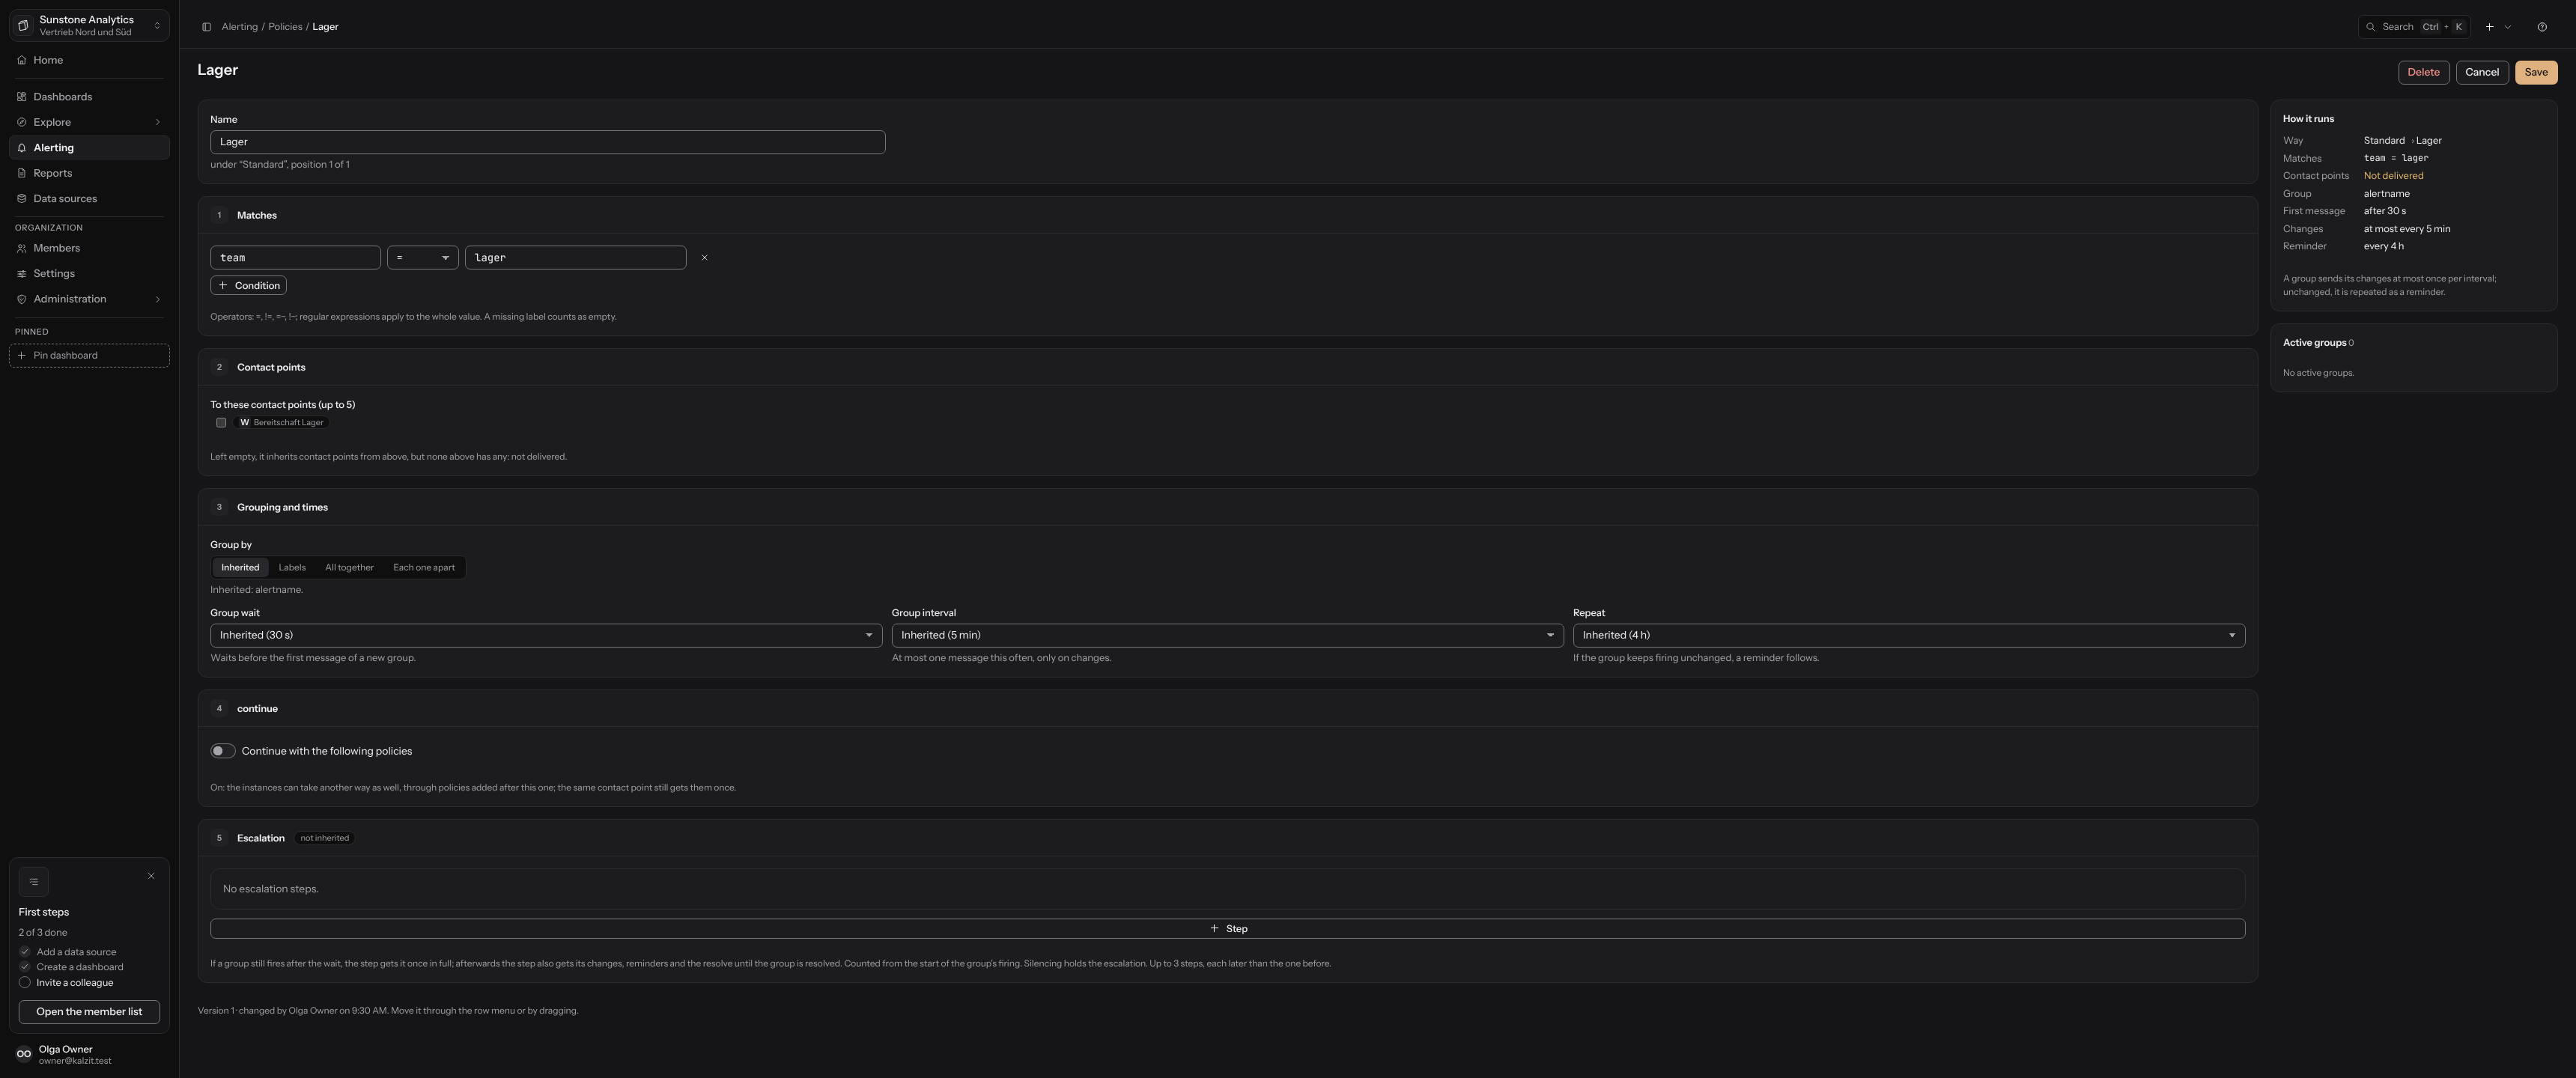 Sunstone Analytics
Vertrieb Nord und Süd
Home
Dashboards
Explore
Alerting
Reports
Data sources
ORGANIZATION
Members
Settings
Administration
PINNED
Pin dashboard
First steps
2 of 3 done
Add a data source
Create a dashboard
Invite a colleague
Open the member list
OO Olga Owner
owner@kalzit.test
Alerting / Policies / Lager
Search Ctrl + K
Lager
Delete Cancel Save
Name
Lager
under “Standard”, position 1 of 1
1 Matches
team = lager
Condition
Operators: =, !=, =~, !~; regular expressions apply to the whole value. A missing label counts as empty.
2 Contact points
To these contact points (up to 5)
W Bereitschaft Lager
Left empty, it inherits contact points from above, but none above has any: not delivered.
3 Grouping and times
Group by
Inherited Labels All together Each one apart
Inherited: alertname.
Group wait Group interval Repeat
Inherited (30 s) Inherited (5 min) Inherited (4 h)
Waits before the first message of a new group. At most one message this often, only on changes. If the group keeps firing unchanged, a reminder follows.
4 continue
Continue with the following policies
On: the instances can take another way as well, through policies added after this one; the same contact point still gets them once.
5 Escalation not inherited
No escalation steps.
Step
If a group still fires after the wait, the step gets it once in full; afterwards the step also gets its changes, reminders and the resolve until the group is resolved. Counted from the start of the group's firing. Silencing holds the escalation. Up to 3 steps, each later than the one before.
Version 1 · changed by Olga Owner on 9:30 AM. Move it through the row menu or by dragging.
How it runs
Way Standard › Lager
Matches team = lager
Contact points Not delivered
Group alertname
First message after 30 s
Changes at most every 5 min
Reminder every 4 h
A group sends its changes at most once per interval;
unchanged, it is repeated as a reminder.
Active groups 0
No active groups.